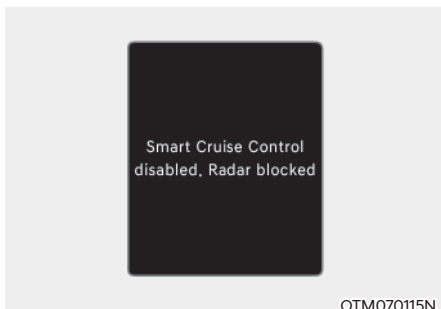 Smart Cruise Control
disabled. Radar blocked
OTM070115N